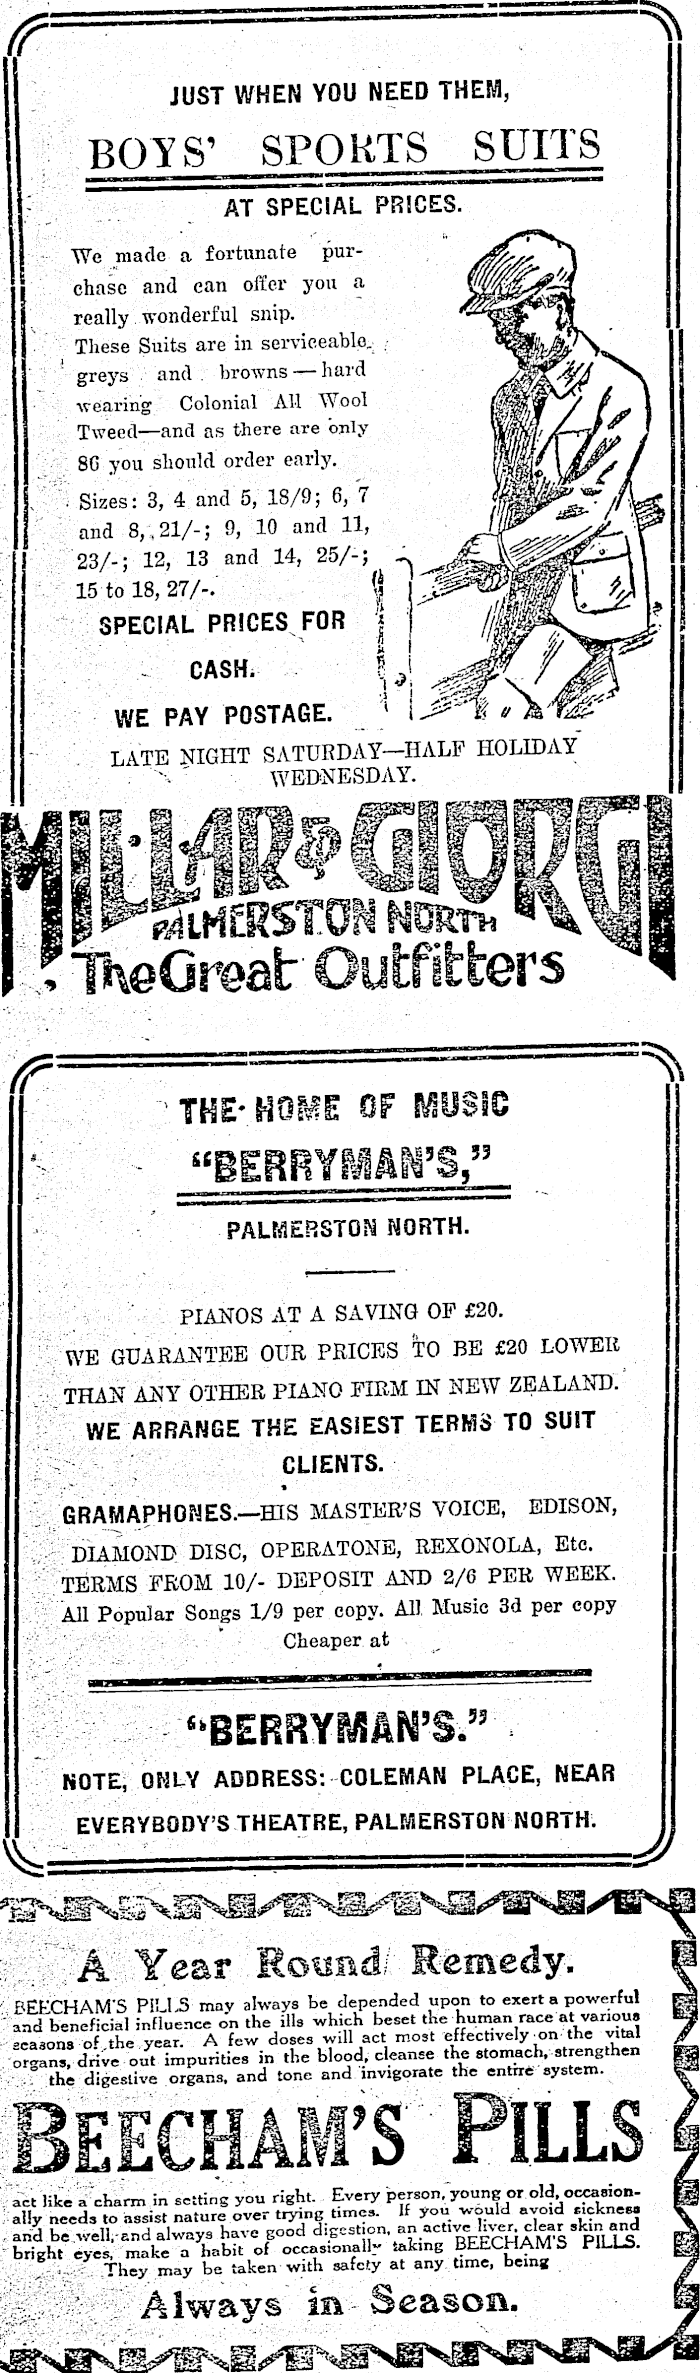 JUST WHEN YOU NEED THEM,
BOYS' SPORTS SUITS
AT SPECIAL PRICES.
We made a fortunate pur-
chase and can offer you a
really wonderful snip.
These Suits are in serviceable
greys and browns — hard
wearing Colonial All Wool
Tweed—and as there are only
86 you should order early.
Sizes: 3, 4 and 5, 18/9; 6, 7
and 8, 21/-; 9, 10 and 11,
23/-; 12, 13 and 14, 25/-;
15 to 18, 27/-.
SPECIAL PRICES FOR
CASH.
WE PAY POSTAGE.
LATE NIGHT SATURDAY—HALF HOLIDAY
WEDNESDAY.
MILLAR & GIORGI
PALMERSTON NORTH
The Great Outfitters
THE HOME OF MUSIC
"BERRYMAN'S,"
PALMERSTON NORTH.
PIANOS AT A SAVING OF £20.
WE GUARANTEE OUR PRICES TO BE £20 LOWER
THAN ANY OTHER PIANO FIRM IN NEW ZEALAND.
WE ARRANGE THE EASIEST TERMS TO SUIT
CLIENTS.
GRAMAPHONES.—HIS MASTER'S VOICE, EDISON,
DIAMOND DISC, OPERATONE, REXONOLA, Etc.
TERMS FROM 10/- DEPOSIT AND 2/6 PER WEEK.
All Popular Songs 1/9 per copy. All Music 3d per copy
Cheaper at
"BERRYMAN'S."
NOTE, ONLY ADDRESS: COLEMAN PLACE, NEAR
EVERYBODY'S THEATRE, PALMERSTON NORTH.
A Year Round Remedy.
BEECHAM'S PILLS may always be depended upon to exert a powerful
and beneficial influence on the ills which beset the human race at various
seasons of the year. A few doses will act most effectively on the vital
organs, drive out impurities in the blood, cleanse the stomach, strengthen
the digestive organs, and tone and invigorate the entire system.
BEECHAM'S PILLS
act like a charm in setting you right. Every person, young or old, occasion-
ally needs to assist nature over trying times. If you would avoid sickness
and be well, and always have good digestion, an active liver, clear skin and
bright eyes, make a habit of occasionally taking BEECHAM'S PILLS.
They may be taken with safety at any time, being
Always in Season.